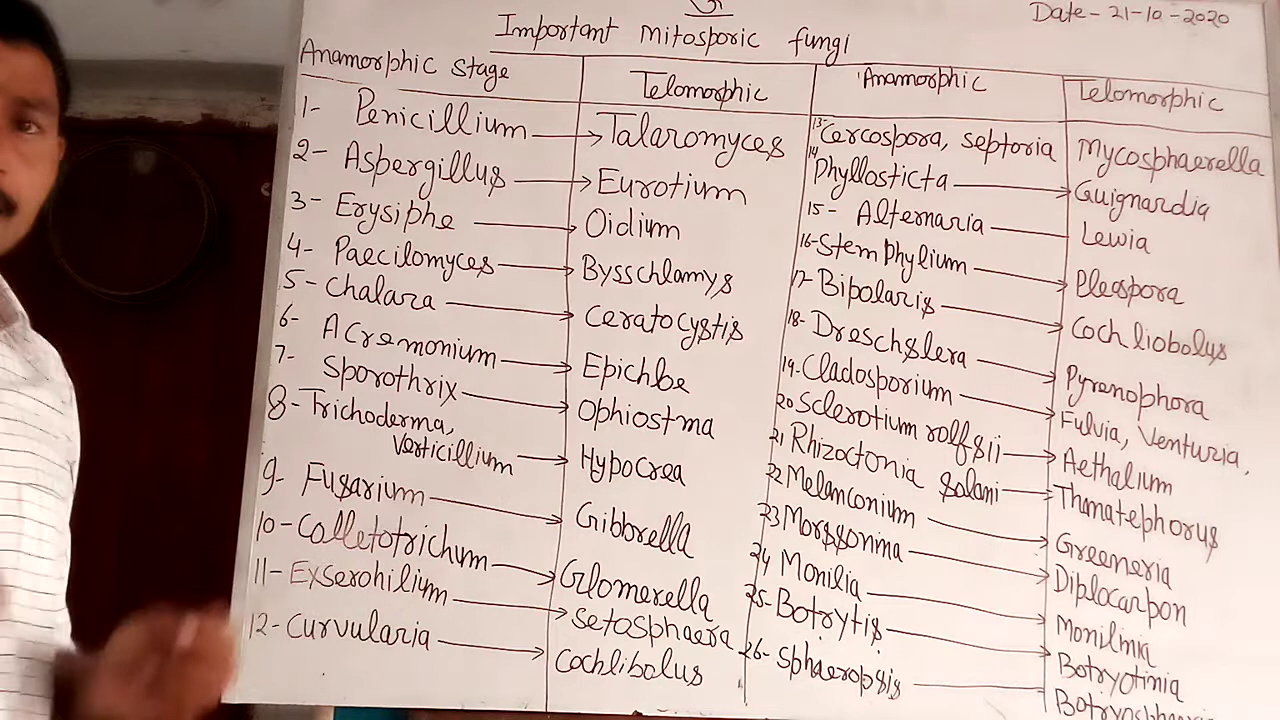 Date- 21-10-2020
Important mitosporic fungi
Anamorphic stage
Telomorphic
1- Penicillium → Talaromyces
2- Aspergillus → Eurotium
3- Erysiphe → Oidium
4- Paecilomyces → Bysschlamys
5- Chalara → Ceratocystis
6- Acremonium → Epichloe
7- Sporothrix → Ophiostma
8- Trichoderma,
Verticillium → Hypocrea
9- Fusarium → Gibbrella
10- Colletotrichum → Glomerella
11- Exserohilium → Setosphaera
12- Curvularia → Cochlibolus
Anamorphic
Telomorphic
13- Cercospora, septoria Mycosphaerella
14 Phyllosticta → Guignardia
15- Alternaria — Lewia
16- Stemphylium → Pleaspora
17- Bipolaris → Cochliobolus
18- Dreschslera → Pyrenophora
19- Cladosporium → Fulvia, Venturia,
20 Sclerotium rolfsii → Aethalium
21 Rhizoctonia solani → Thmatephorus
22 Melanconium → Greeneria
23 Morssonina → Diplocarpon
24 Monilia → Monilnia
25- Botrytis → Botryotinia
26- Sphaeropsis —